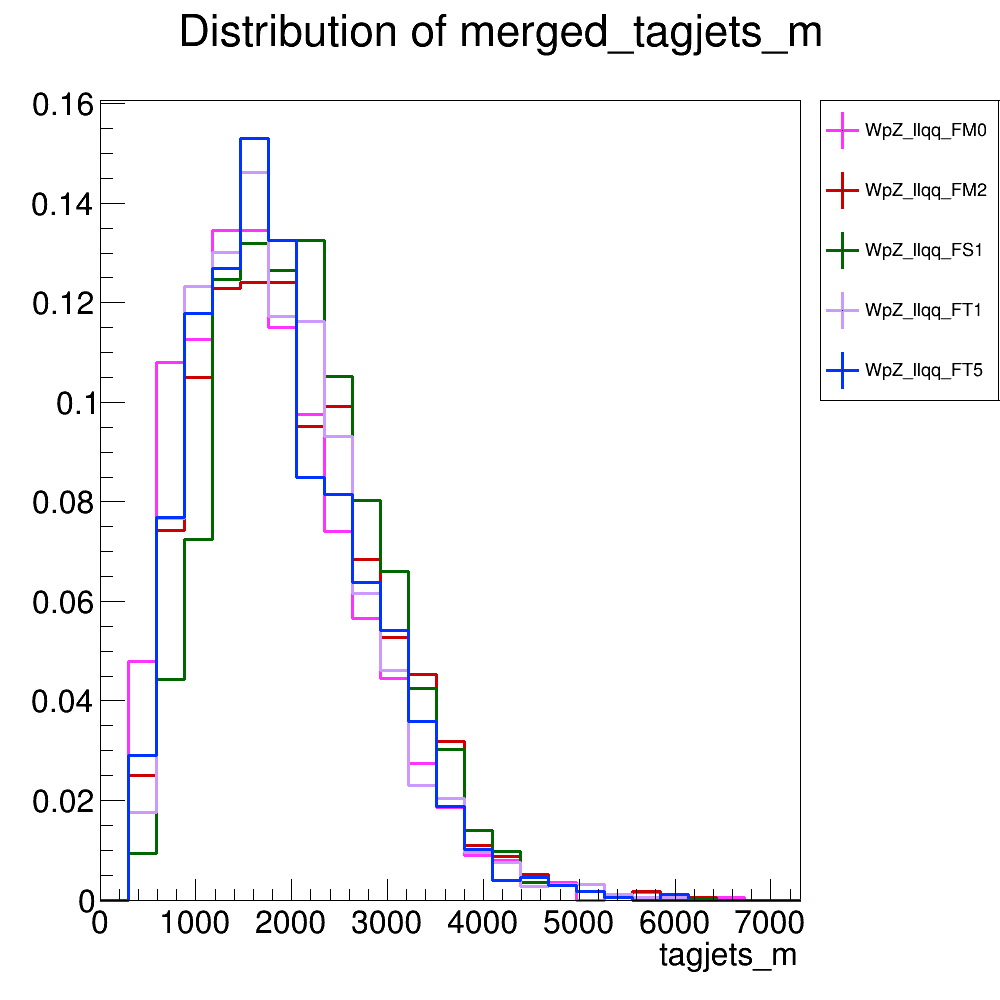 Distribution of merged_tagjets_m
0.16
0.14
0.12
0.1
0.08
0.06
0.04
0.02
0
0 1000 2000 3000 4000 5000 6000 7000
tagjets_m
WpZ_llqq_FM0
WpZ_llqq_FM2
WpZ_llqq_FS1
WpZ_llqq_FT1
WpZ_llqq_FT5